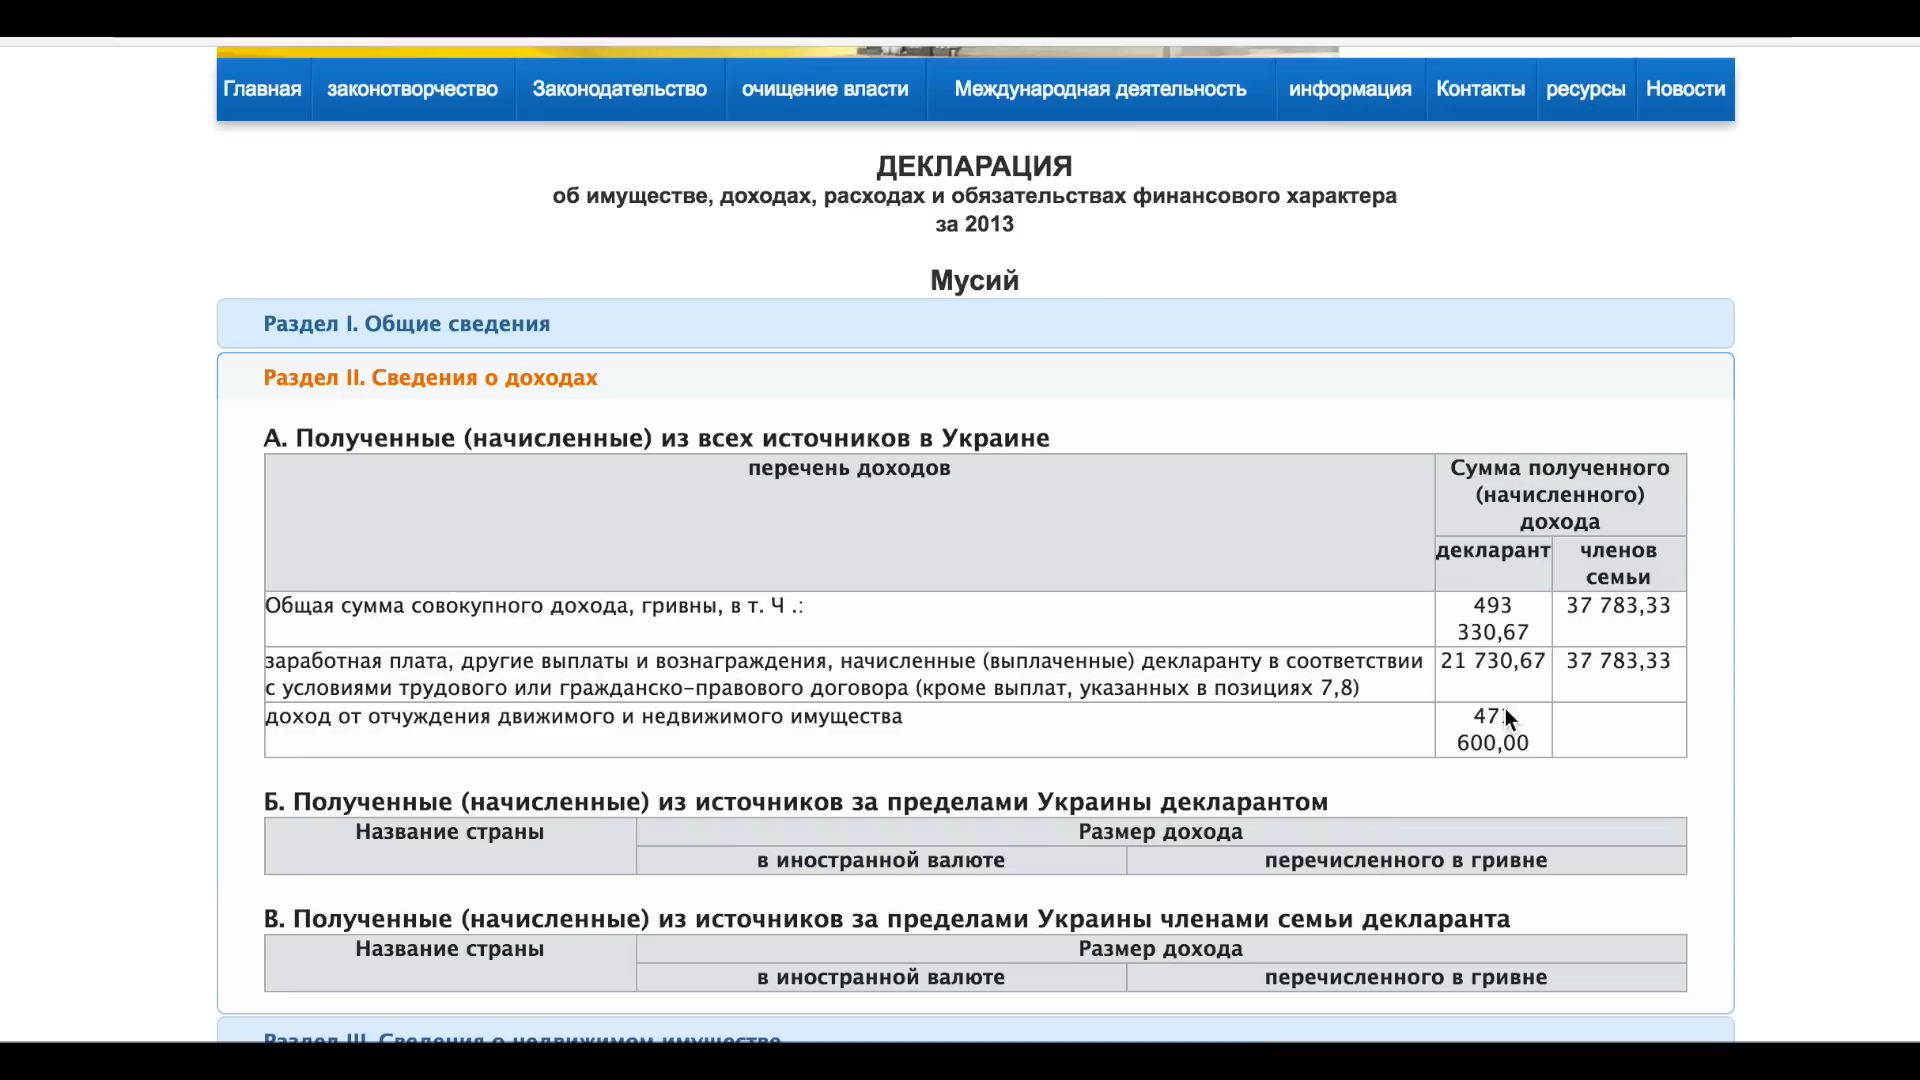 Главная законотворчество Законодательство очищение власти Международная деятельность информация Контакты ресурсы Новости
ДЕКЛАРАЦИЯ
об имуществе, доходах, расходах и обязательствах финансового характера
за 2013
Мусий
Раздел I. Общие сведения
Раздел II. Сведения о доходах
А. Полученные (начисленные) из всех источников в Украине
перечень доходов
Сумма полученного
(начисленного)
дохода
декларант
членов
семьи
Общая сумма совокупного дохода, гривны, в т. Ч .:
493
330,67
37 783,33
заработная плата, другие выплаты и вознаграждения, начисленные (выплаченные) декларанту в соответствии
с условиями трудового или гражданско-правового договора (кроме выплат, указанных в позициях 7,8)
21 730,67
37 783,33
доход от отчуждения движимого и недвижимого имущества
600,00
Б. Полученные (начисленные) из источников за пределами Украины декларантом
Название страны
Размер дохода
в иностранной валюте
перечисленного в гривне
В. Полученные (начисленные) из источников за пределами Украины членами семьи декларанта
Название страны
Размер дохода
в иностранной валюте
перечисленного в гривне
Раздел III. Сведения о недвижимом имуществе